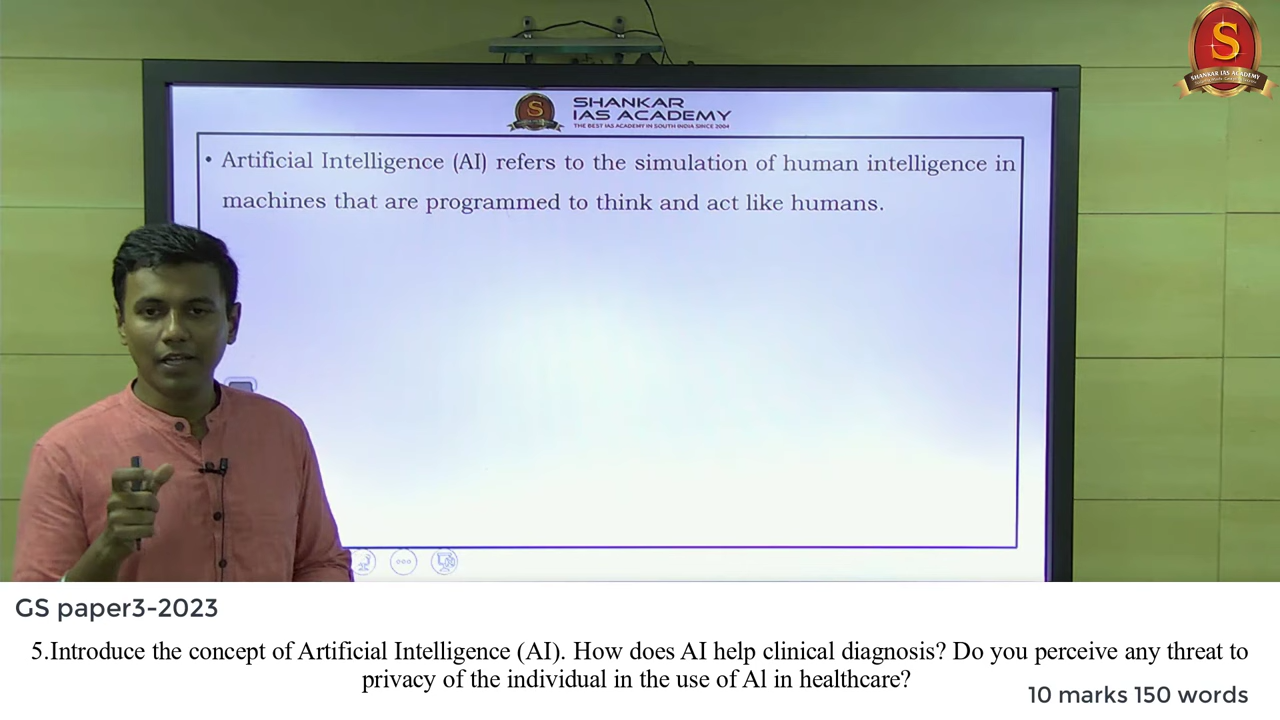 S
SHANKAR IAS ACADEMY
S
SHANKAR
IAS ACADEMY
THE BEST IAS ACADEMY IN SOUTH INDIA SINCE 2004
• Artificial Intelligence (AI) refers to the simulation of human intelligence in
machines that are programmed to think and act like humans.
GS paper3-2023
5.Introduce the concept of Artificial Intelligence (AI). How does AI help clinical diagnosis? Do you perceive any threat to
privacy of the individual in the use of Al in healthcare?
10 marks 150 words